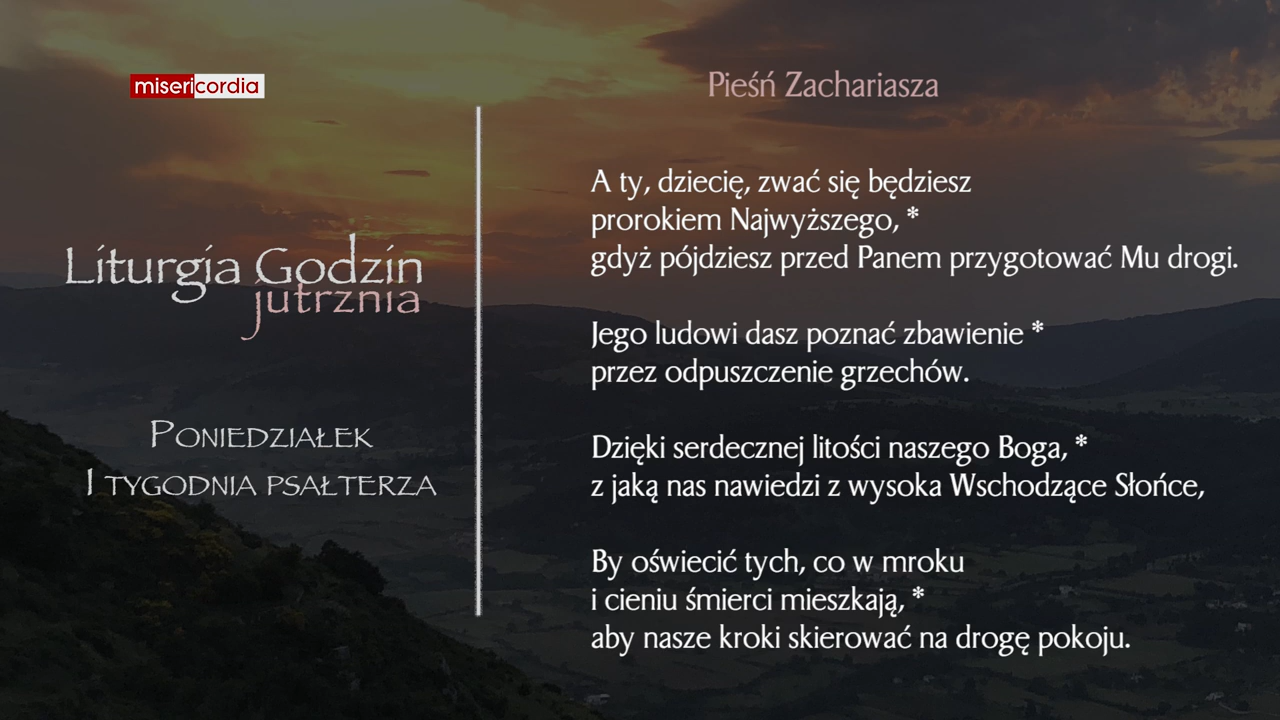 misericordia
Liturgia Godzin
jutrznia
Poniedziałek
I tygodnia psałterza
Pieśń Zachariasza
A ty, dziecię, zwać się będziesz
prorokiem Najwyższego, *
gdyż pójdziesz przed Panem przygotować Mu drogi.
Jego ludowi dasz poznać zbawienie *
przez odpuszczenie grzechów.
Dzięki serdecznej litości naszego Boga, *
z jaką nas nawiedzi z wysoka Wschodzące Słońce,
By oświecić tych, co w mroku
i cieniu śmierci mieszkają, *
aby nasze kroki skierować na drogę pokoju.